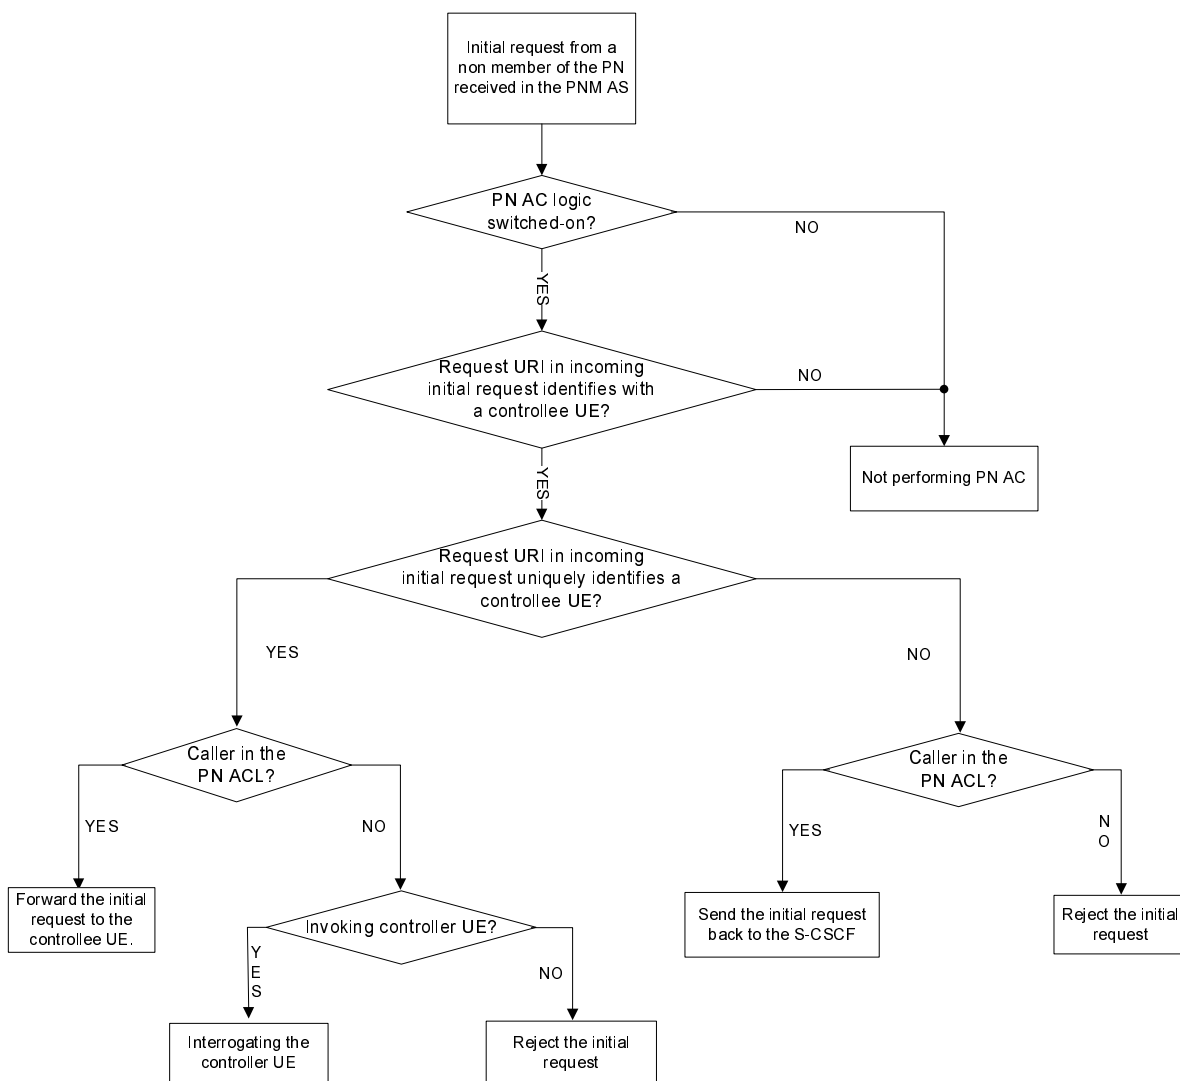 Initial request from a
non member of the PN
received in the PNM AS
PN AC logic
switched-on?
NO
YES
Request URI in incoming
initial request identifies with
a controllee UE?
NO
YES
Not performing PN AC
Request URI in incoming
initial request uniquely identifies a
controllee UE?
YES
NO
Caller in the
PN ACL?
Caller in the
PN ACL?
YES
NO
YES
N
O
Forward the initial
request to the
controllee UE.
Invoking controller UE?
Send the initial request
back to the S-CSCF
Reject the initial
request
Y
E
S
NO
Interrogating the
controller UE
Reject the initial
request